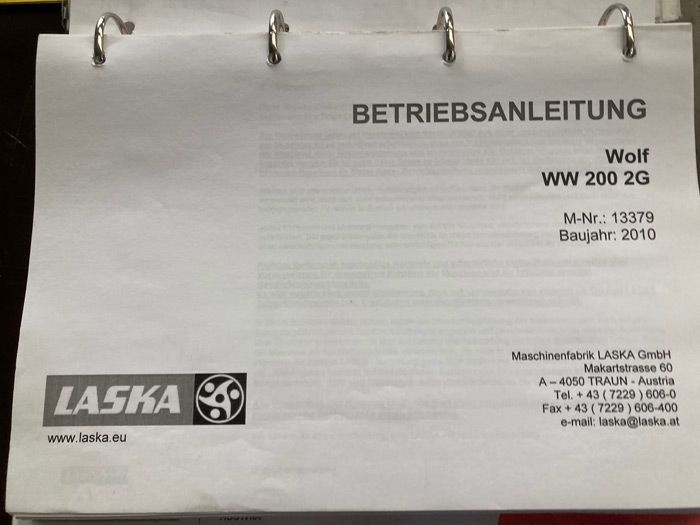 BETRIEBSANLEITUNG
Wolf
WW 200 2G
M-Nr.: 13379
Baujahr: 2010
Maschinenfabrik LASKA GmbH
Makartstrasse 60
A – 4050 TRAUN - Austria
Tel. + 43 ( 7229 ) 606-0
Fax + 43 ( 7229 ) 606-400
e-mail: laska@laska.at
LASKA
www.laska.eu